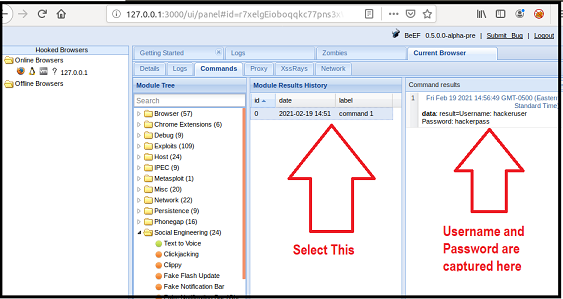 127.0.0.1:3000/ui/panel#id=r7xelgEioboqqkc77pns3x
BeEF 0.5.0.0-alpha-pre | Submit Bug | Logout
Hooked Browsers
Online Browsers
? 127.0.0.1
Offline Browsers
Getting Started
Logs
Zombies
Current Browser
Details
Logs
Commands
Proxy
XssRays
Network
Module Tree
Search
Browser (57)
Chrome Extensions (6)
Debug (9)
Exploits (109)
Host (24)
IPEC (9)
Metasploit (1)
Misc (20)
Network (22)
Persistence (9)
Phonegap (16)
Social Engineering (24)
Text to Voice
Clickjacking
Clippy
Fake Flash Update
Fake Notification Bar
Module Results History
id date label
0 2021-02-19 14:51 command 1
Select This
Command results
1 Fri Feb 19 2021 14:56:49 GMT-0500 (Eastern
Standard Time)
data: result=Username: hackeruser
Password: hackerpass
Username and
Password are
captured here